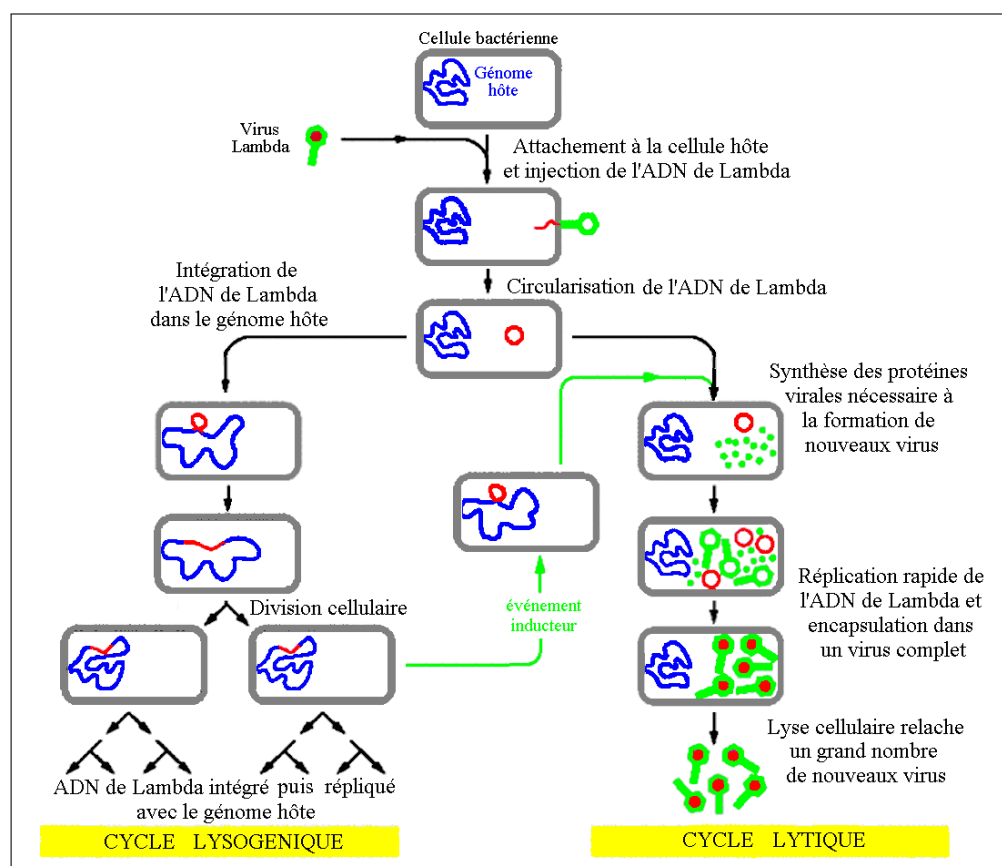 Cellule bactérienne
Génome
hôte
Virus
Lambda
Attachement à la cellule hôte
et injection de l'ADN de Lambda
Intégration de
l'ADN de Lambda
dans le génome hôte
Circularisation de l'ADN de Lambda
Synthèse des protéines
virales nécessaire à
la formation de
nouveaux virus
Division cellulaire
événement
inducteur
Réplication rapide de
l'ADN de Lambda et
encapsulation dans
un virus complet
Lyse cellulaire relache
un grand nombre
de nouveaux virus
ADN de Lambda intégré puis répliqué
avec le génome hôte
CYCLE LYSOGENIQUE
CYCLE LYTIQUE